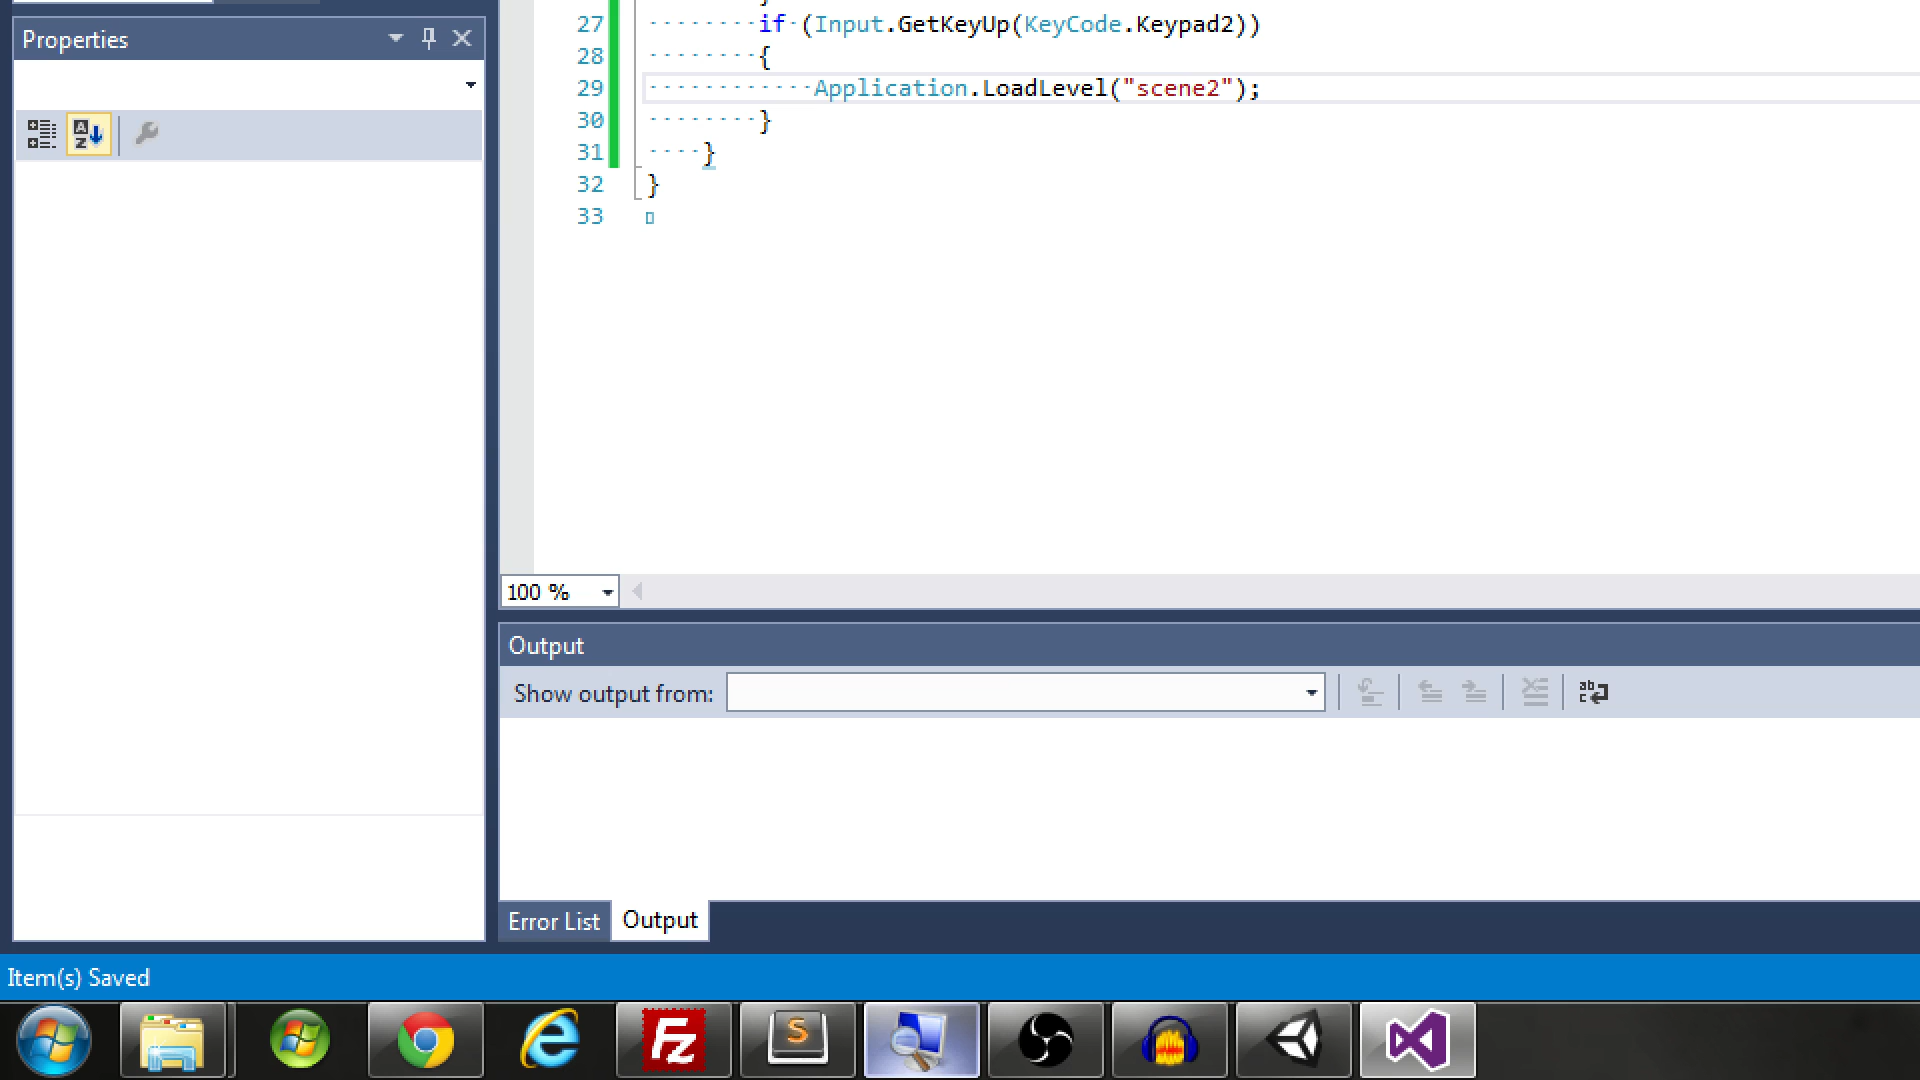 Properties
27 if (Input.GetKeyUp(KeyCode.Keypad2))
28 {
29 Application.LoadLevel("scene2");
30 }
31 }
32 }
33
100 %
Output
Show output from:
Error List Output
Item(s) Saved